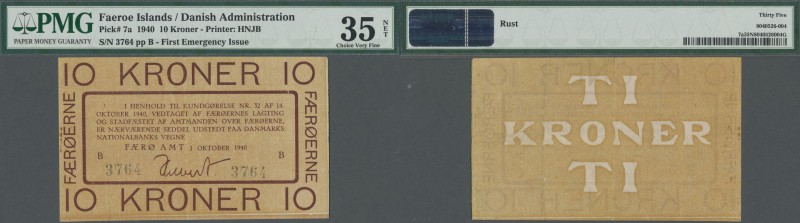 PMG
PAPER MONEY GUARANTY
Faeroe Islands / Danish Administration
Pick# 7a 1940 10 Kroner - Printer: HNJB
S/N 3764 pp B - First Emergency Issue
35 NET
Choice Very Fine
10 KRONER 10
FÆRØERNE
I HENHOLD TIL KUNDGØRELSE NR. 32 AF 14.
OKTOBER 1940, VEDTAGET AF FÆRØERNES LAGTING
OG STADFÆSTET AF AMTMANDEN OVER FÆRØERNE,
ER NÆRVÆRENDE SEDDEL UDSTEDT PAA DANMARKS
NATIONALBANKS VEGNE
FÆRØ AMT 1 OKTOBER 1940
B B
3764 3764
FÆRØERNE
10 KRONER 10
Rust
Thirty Five
8040526-004
TI
KRONER
TI